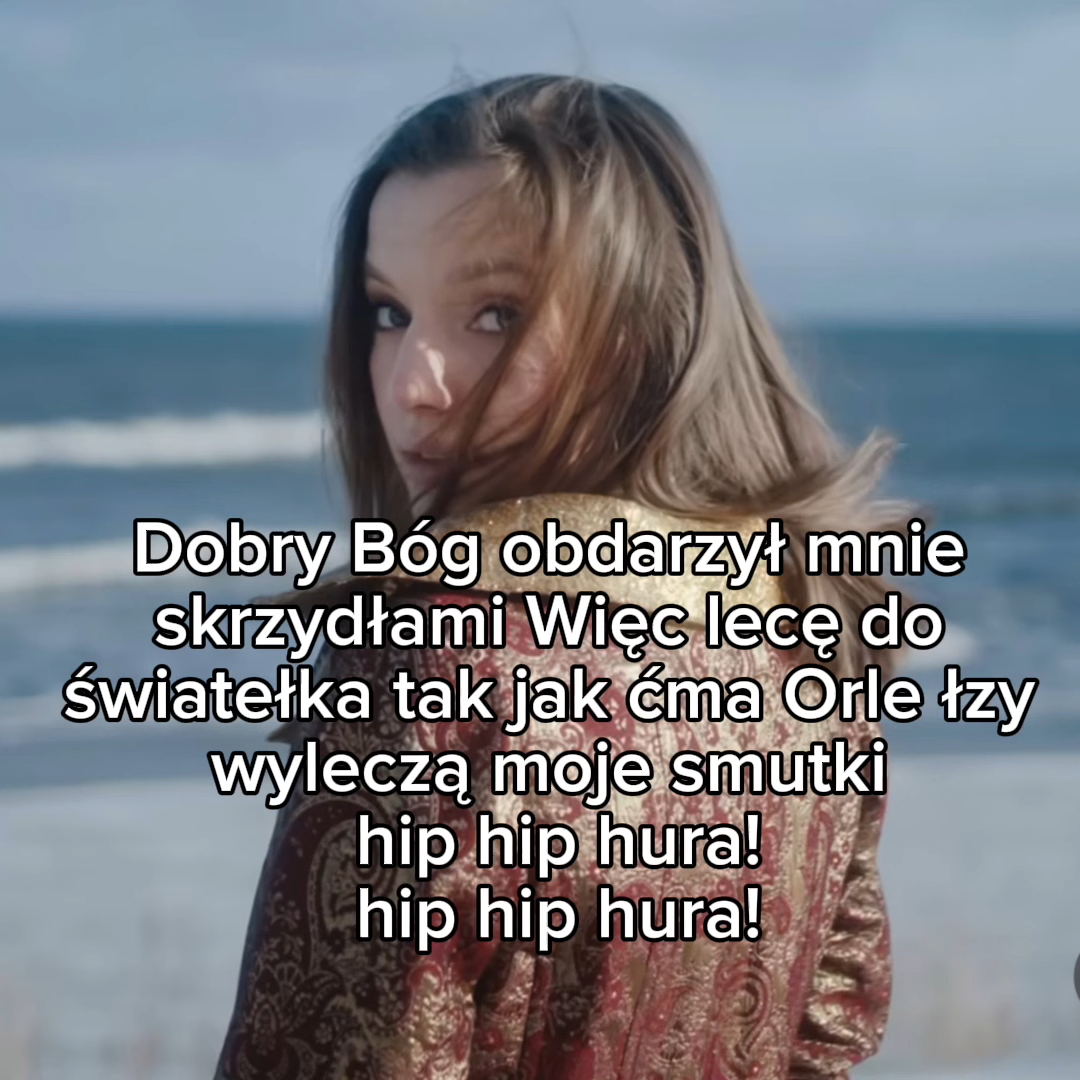 Dobry Bóg obdarzył mnie
skrzydłami Więc lecę do
światełka tak jak ćma Orle łzy
wyleczą moje smutki
hip hip hura!
hip hip hura!